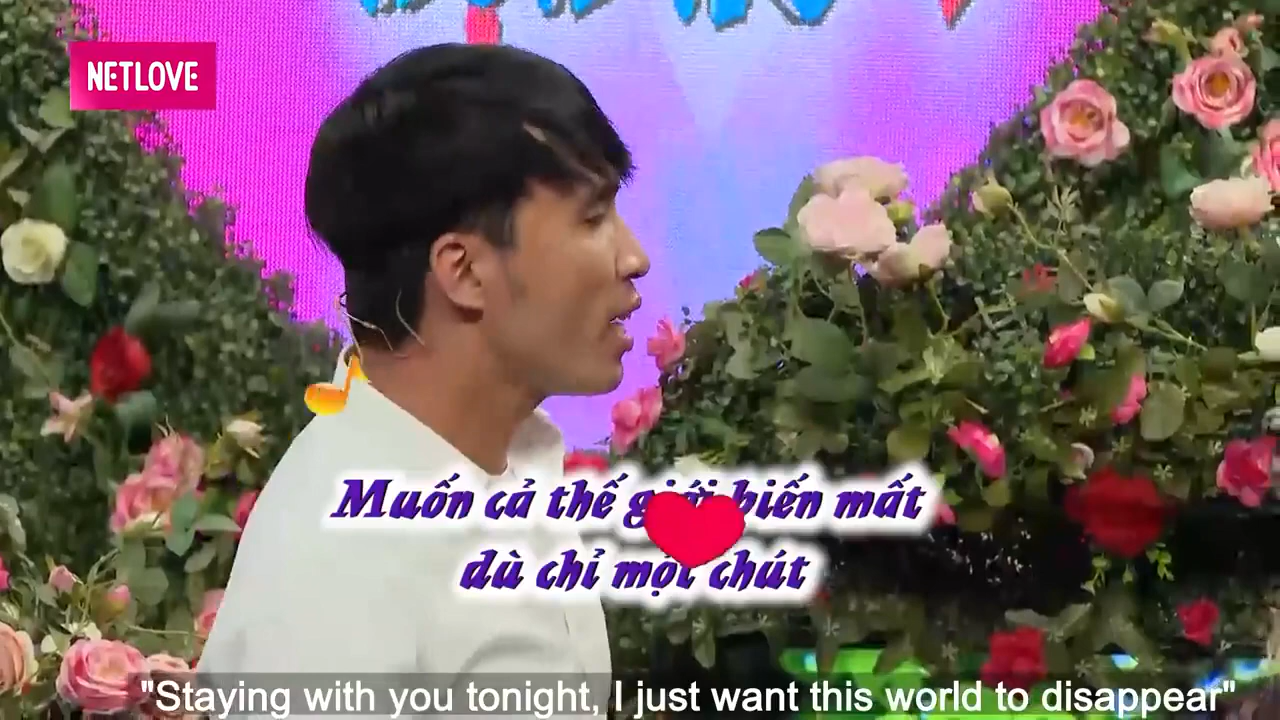 NETLOVE
Muốn cả thế giới biến mất
dù chỉ một chút
"Staying with you tonight, I just want this world to disappear"